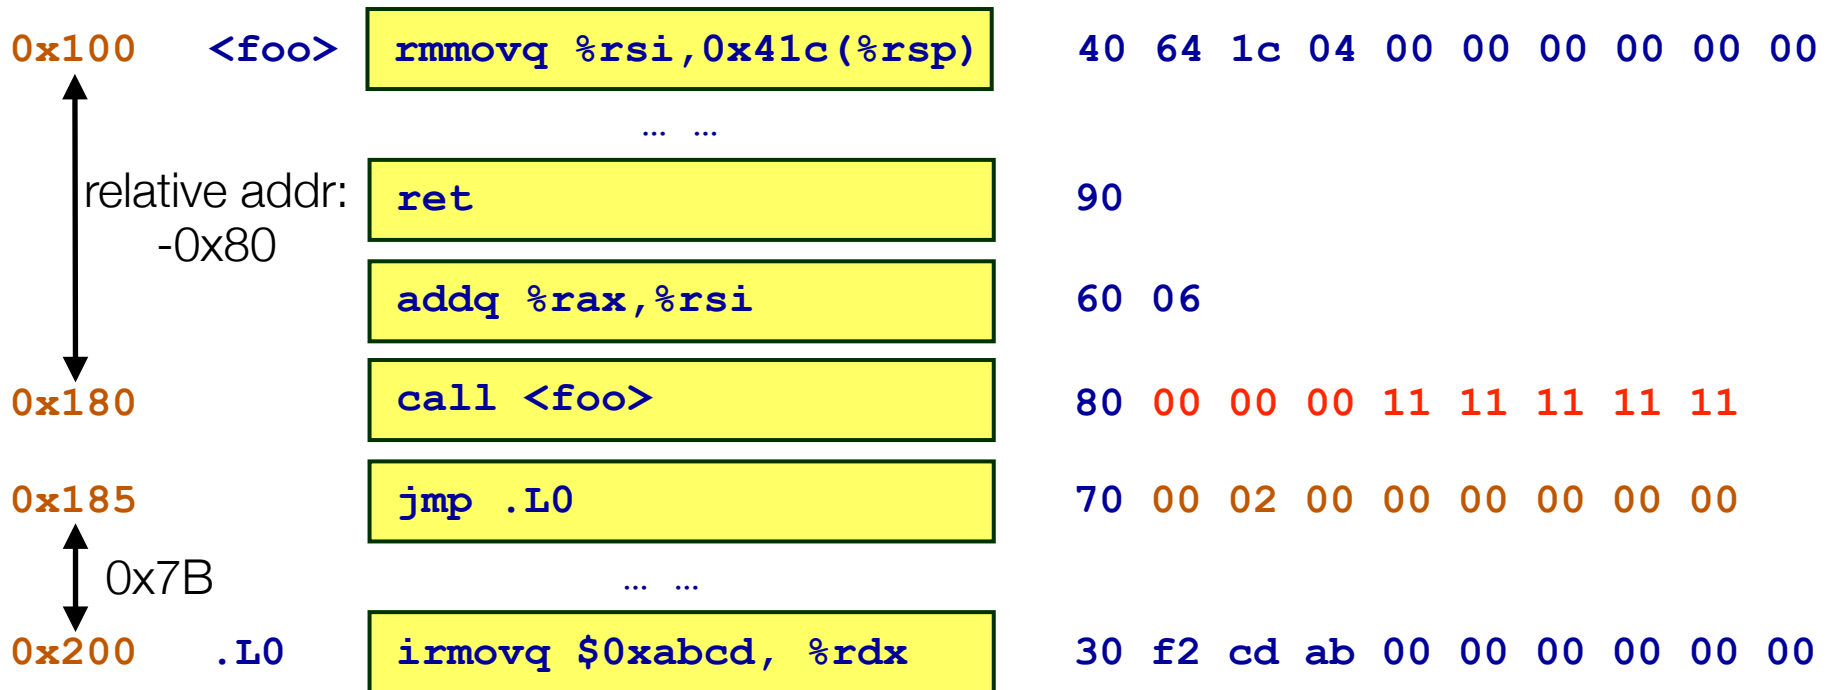 0x100 <foo> rmmovq %rsi,0x41c(%rsp) 40 64 1c 04 00 00 00 00 00 00
… …
relative addr:
-0x80
ret 90
addq %rax,%rsi 60 06
0x180 call <foo> 80 00 00 00 11 11 11 11 11
0x185 jmp .L0 70 00 02 00 00 00 00 00 00
0x7B
… …
0x200 .L0 irmovq $0xabcd, %rdx 30 f2 cd ab 00 00 00 00 00 00